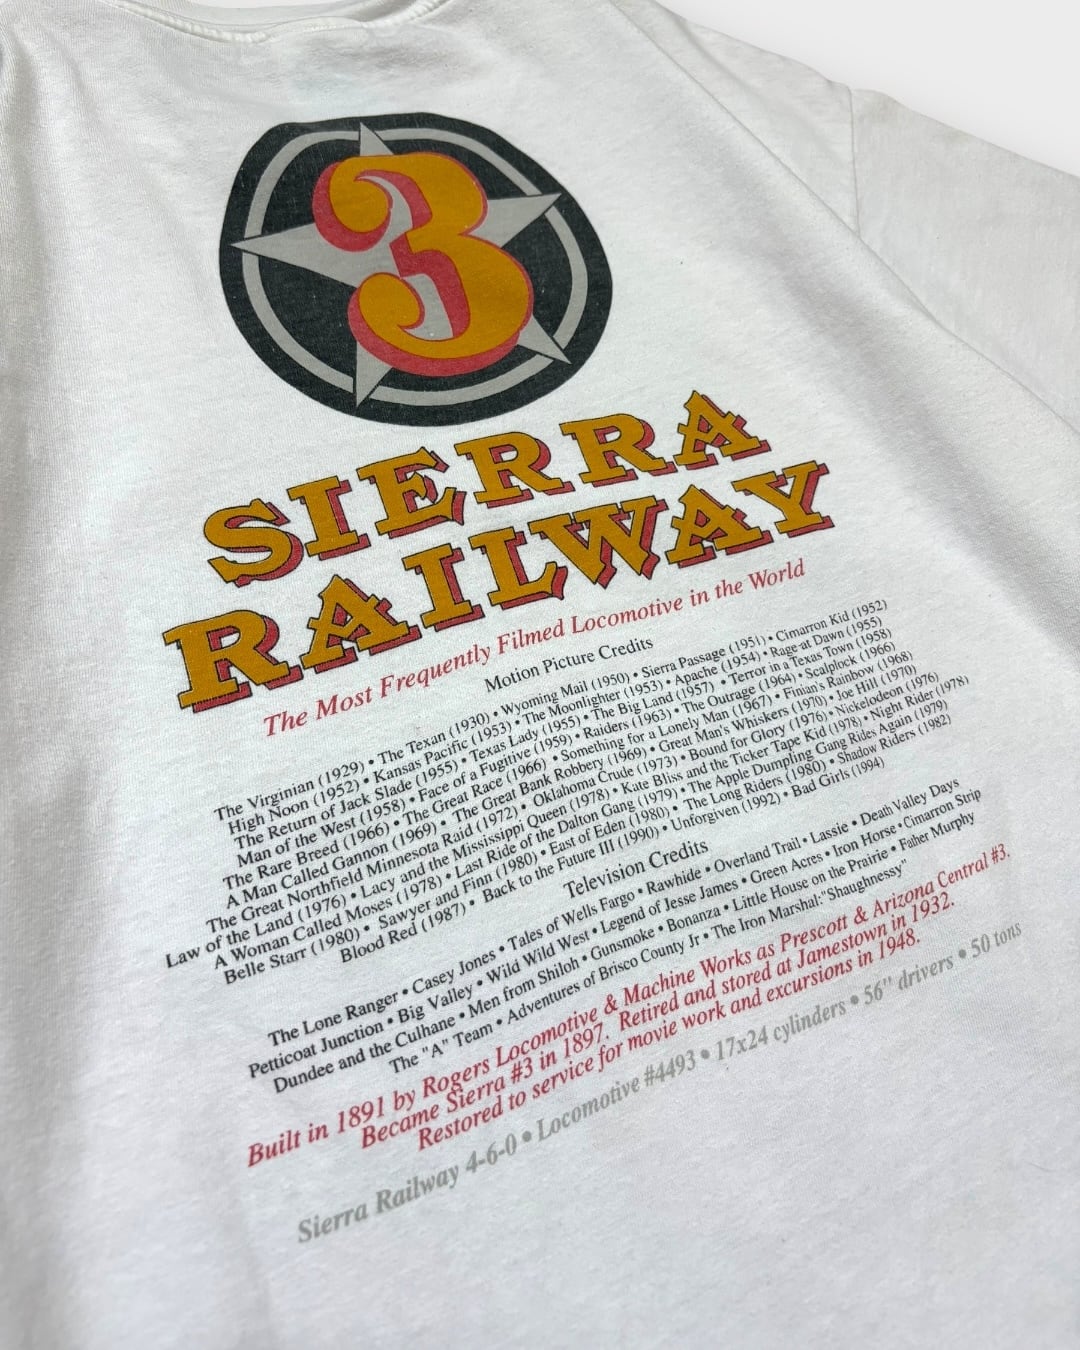 3
SIERRA
RAILWAY
The Most Frequently Filmed Locomotive in the World
Motion Picture Credits
The Virginian (1929) • The Texan (1930) • Wyoming Mail (1950) • Sierra Passage (1951) • Cimarron Kid (1952)
High Noon (1952) • Kansas Pacific (1953) • The Moonlighter (1953) • Apache (1954) • Rage at Dawn (1955)
The Return of Jack Slade (1955) • Texas Lady (1955) • The Big Land (1957) • Terror in a Texas Town (1958)
Man of the West (1958) • Face of a Fugitive (1959) • Raiders (1963) • The Outrage (1964) • Scalplock (1966)
The Rare Breed (1966) • The Great Race (1966) • Something for a Lonely Man (1967) • Finian's Rainbow (1968)
A Man Called Gannon (1969) • The Great Bank Robbery (1969) • Great Man's Whiskers (1970) • Joe Hill (1970)
The Great Northfield Minnesota Raid (1972) • Oklahoma Crude (1973) • Bound for Glory (1976) • Nickelodeon (1976)
Law of the Land (1976) • Lacy and the Mississippi Queen (1978) • Kate Bliss and the Ticker Tape Kid (1978) • Night Rider (1978)
A Woman Called Moses (1978) • Last Ride of the Dalton Gang (1979) • The Apple Dumpling Gang Rides Again (1979)
Belle Starr (1980) • Sawyer and Finn (1980) • East of Eden (1980) • The Long Riders (1980) • Shadow Riders (1982)
Blood Red (1987) • Back to the Future III (1990) • Unforgiven (1992) • Bad Girls (1994)
Television Credits
The Lone Ranger • Casey Jones • Tales of Wells Fargo • Rawhide • Overland Trail • Lassie • Death Valley Days
Petticoat Junction • Big Valley • Wild Wild West • Legend of Jesse James • Green Acres • Iron Horse • Cimarron Strip
Dundee and the Culhane • Men from Shiloh • Gunsmoke • Bonanza • Little House on the Prairie • Father Murphy
The "A" Team • Adventures of Brisco County Jr • The Iron Marshal:"Shaughnessy"
Built in 1891 by Rogers Locomotive & Machine Works as Prescott & Arizona Central #3.
Became Sierra #3 in 1897. Retired and stored at Jamestown in 1932.
Restored to service for movie work and excursions in 1948.
Sierra Railway 4-6-0 • Locomotive #4493 • 17x24 cylinders • 56" drivers • 50 tons